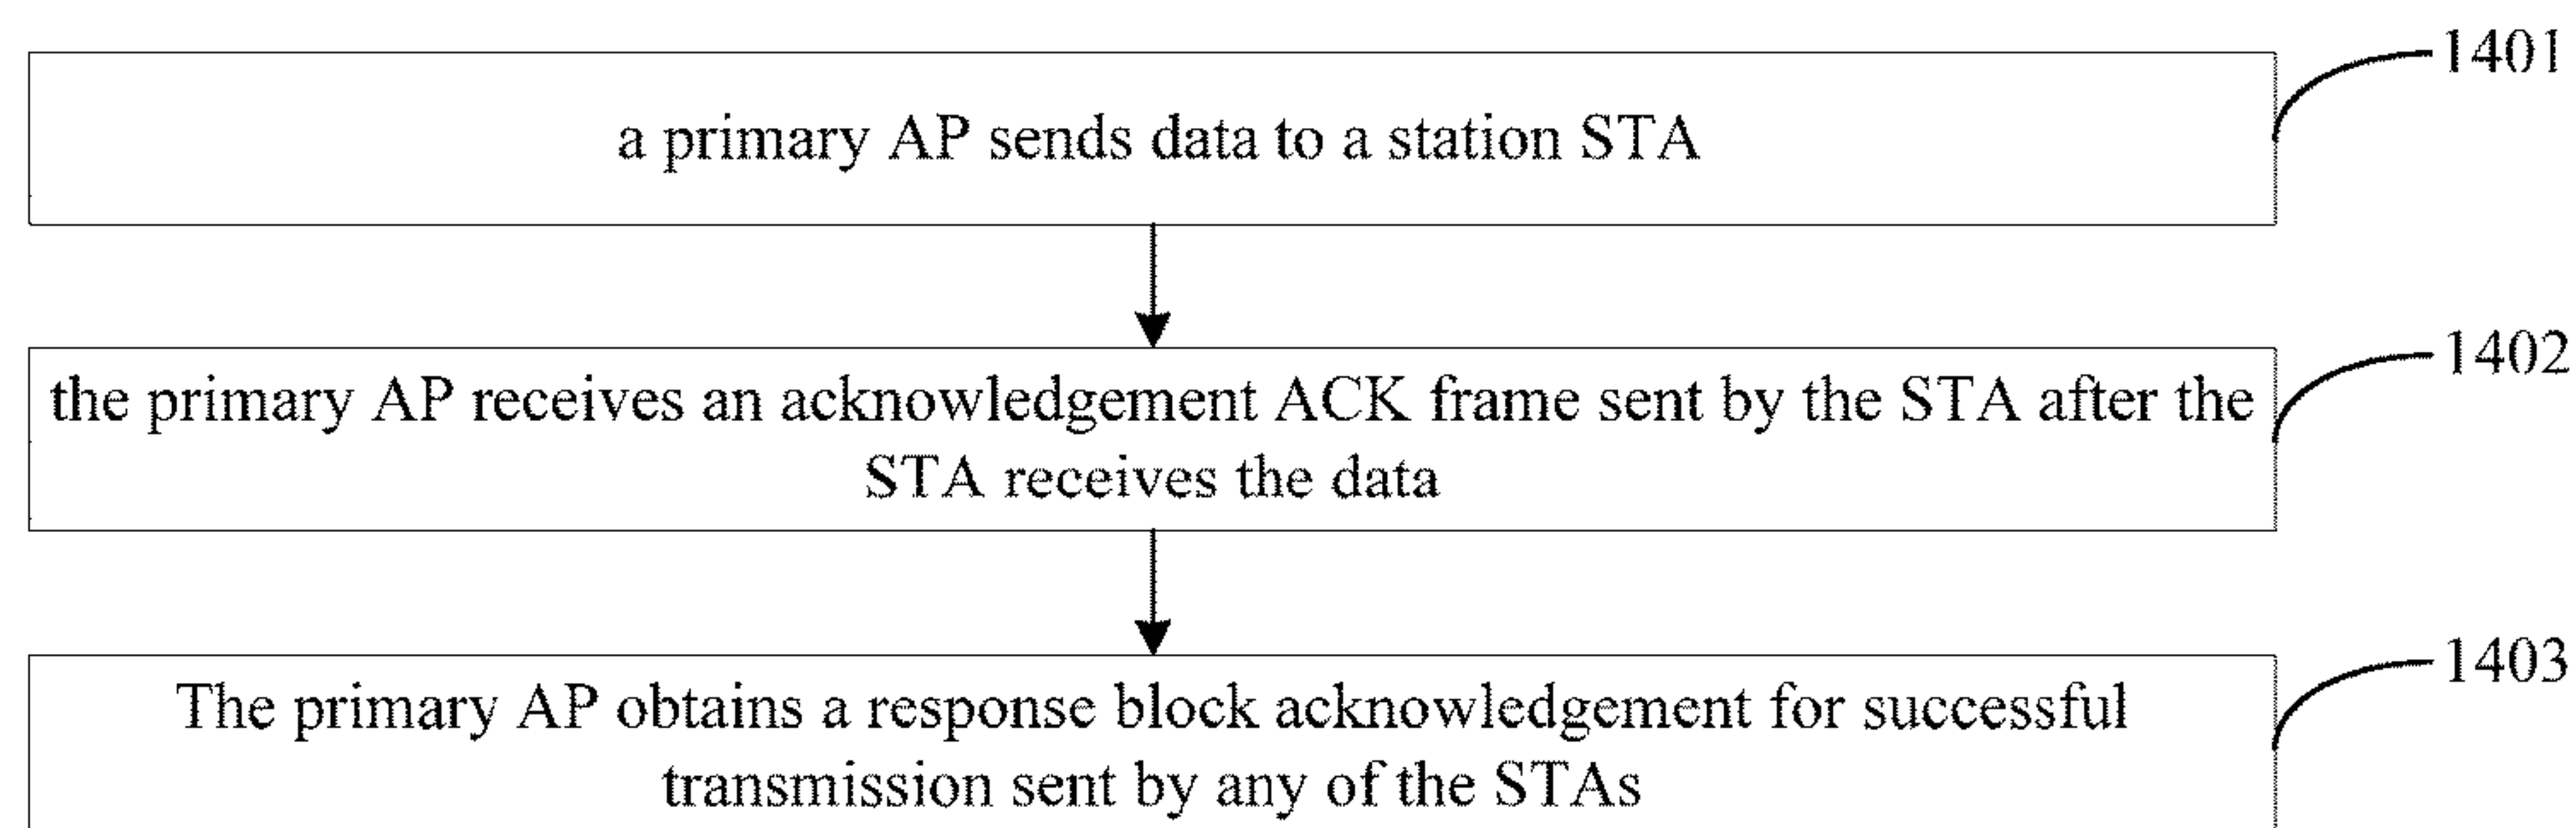 1401
a primary AP sends data to a station STA
1402
the primary AP receives an acknowledgement ACK frame sent by the STA after the
STA receives the data
1403
The primary AP obtains a response block acknowledgement for successful
transmission sent by any of the STAs